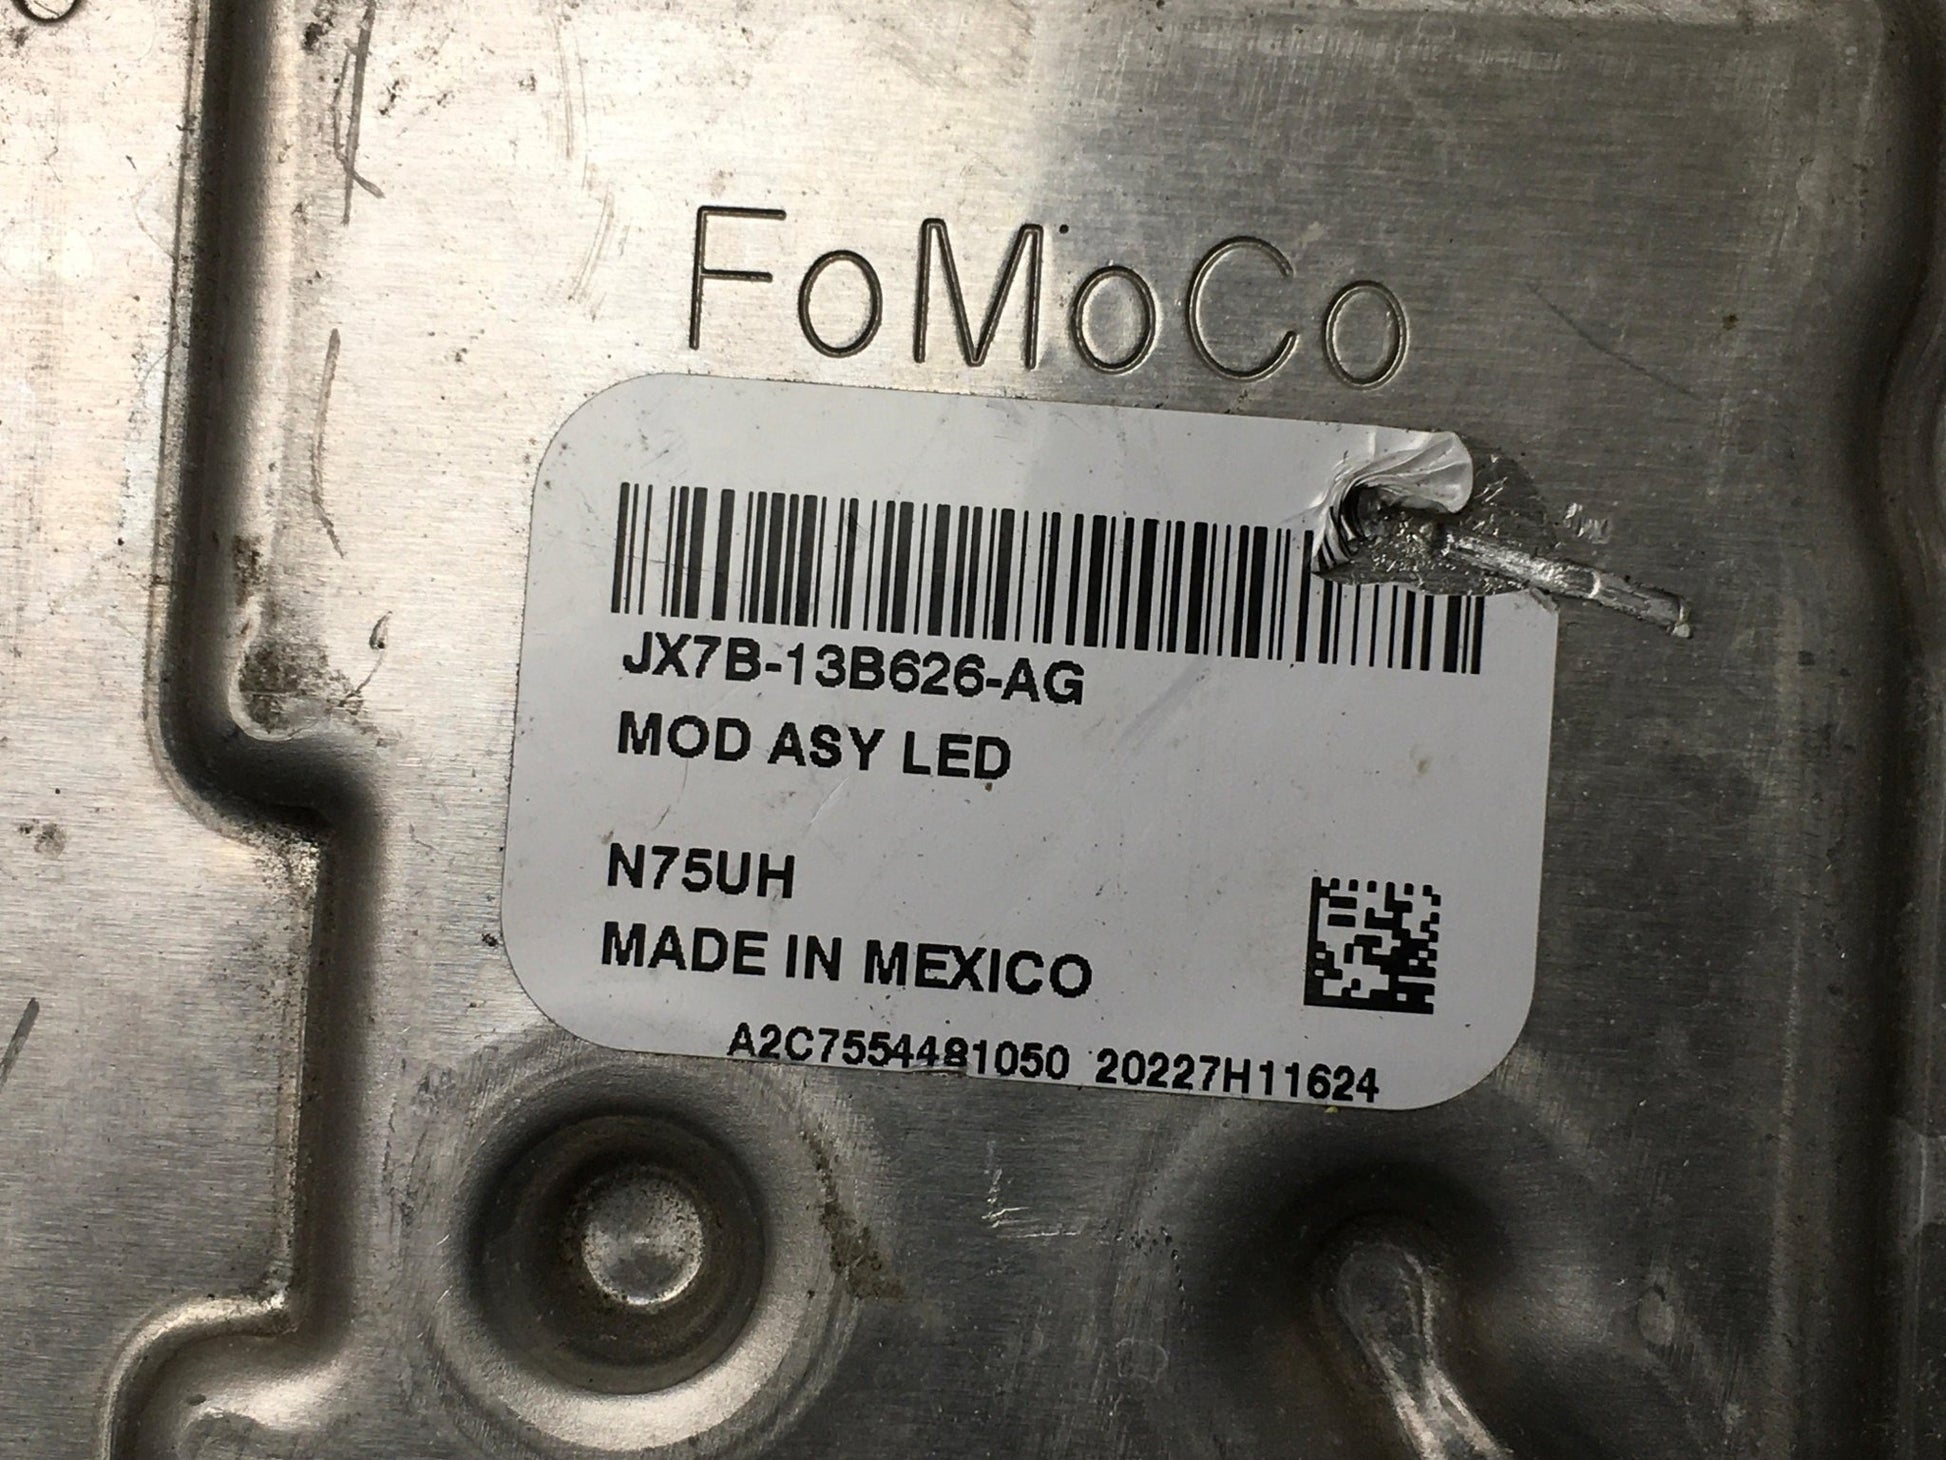 FoMoCo
JX7B-13B626-AG
MOD ASY LED
N75UH
MADE IN MEXICO
A2C7554481050 20227H11624